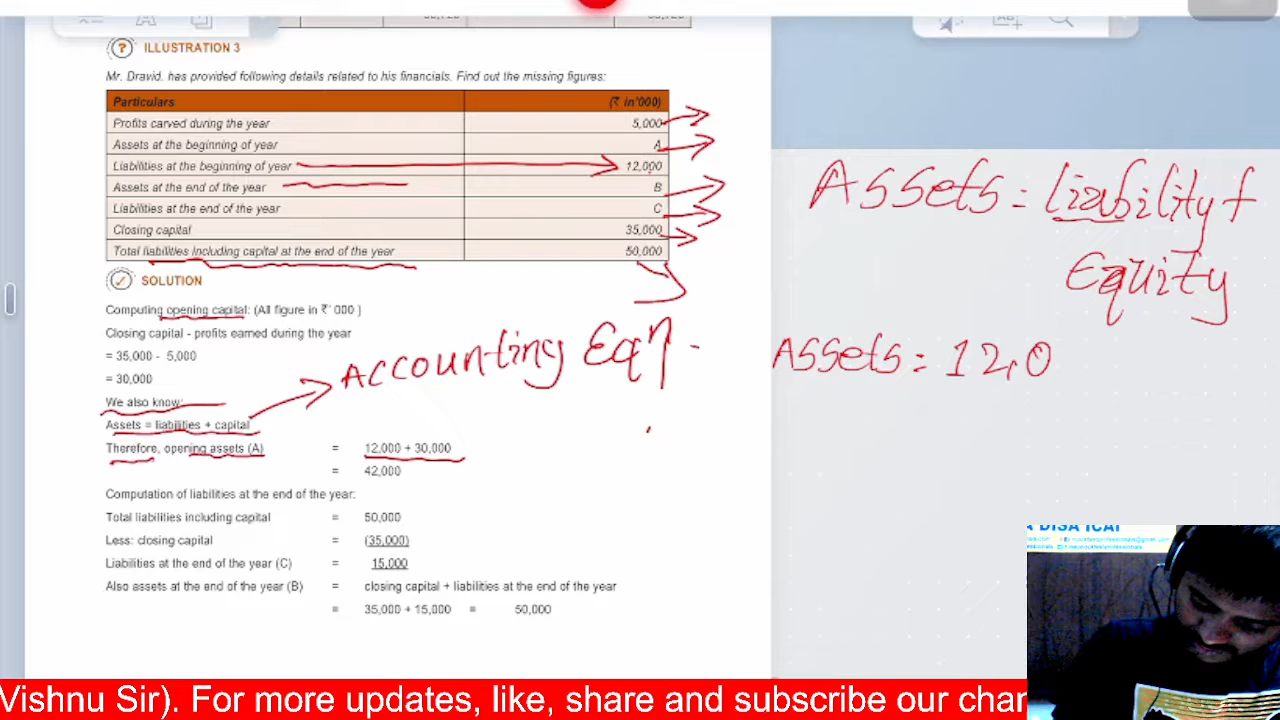 ILLUSTRATION 3
Mr. Dravid. has provided following details related to his financials. Find out the missing figures:
Particulars (₹ in'000)
Profits carved during the year 5,000
Assets at the beginning of year A
Liabilities at the beginning of year 12,000
Assets at the end of the year B
Liabilities at the end of the year C
Closing capital 35,000
Total liabilities including capital at the end of the year 50,000
SOLUTION
Computing opening capital: (All figure in ₹' 000 )
Closing capital - profits earned during the year
= 35,000 - 5,000
= 30,000
We also know:
Assets = liabilities + capital
Therefore, opening assets (A) = 12,000 + 30,000
= 42,000
Computation of liabilities at the end of the year:
Total liabilities including capital = 50,000
Less: closing capital = (35,000)
Liabilities at the end of the year (C) = 15,000
Also assets at the end of the year (B) = closing capital + liabilities at the end of the year
= 35,000 + 15,000 = 50,000
Accounting Eqn
Assets = liability +
Equity
Assets = 12,0
DISA ICAI
Vishnu Sir). For more updates, like, share and subscribe our chan